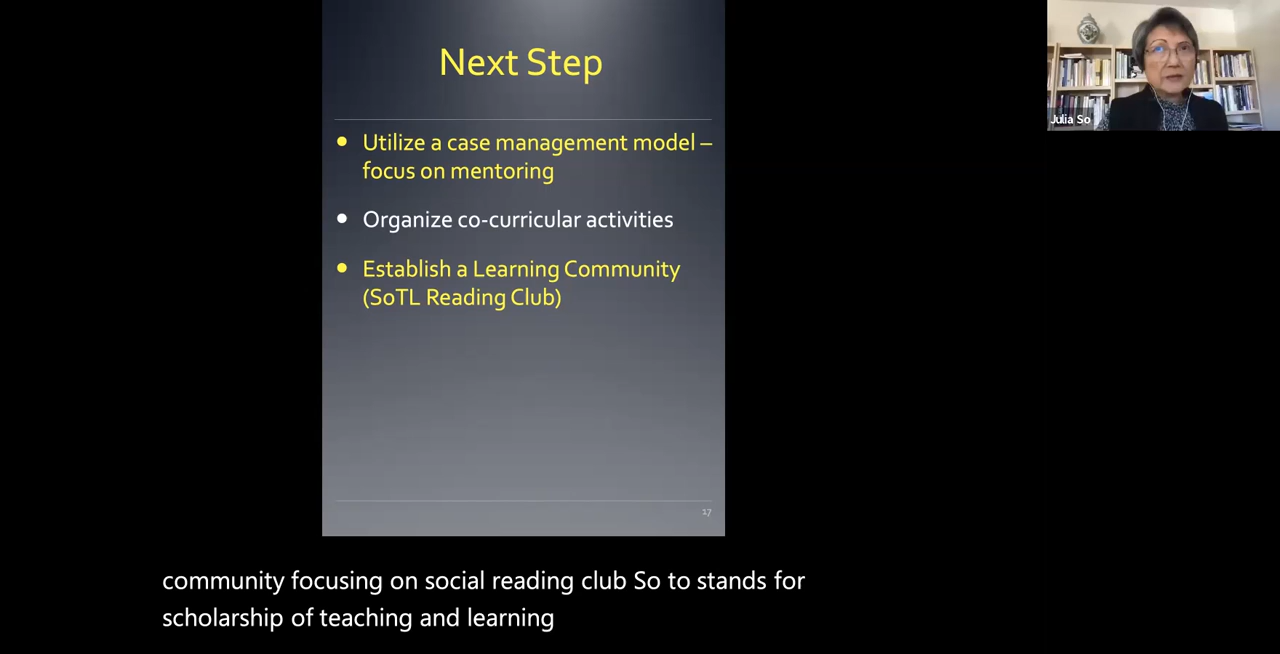 Next Step
Utilize a case management model –
focus on mentoring
Organize co-curricular activities
Establish a Learning Community
(SoTL Reading Club)
17
Julia So
community focusing on social reading club So to stands for
scholarship of teaching and learning